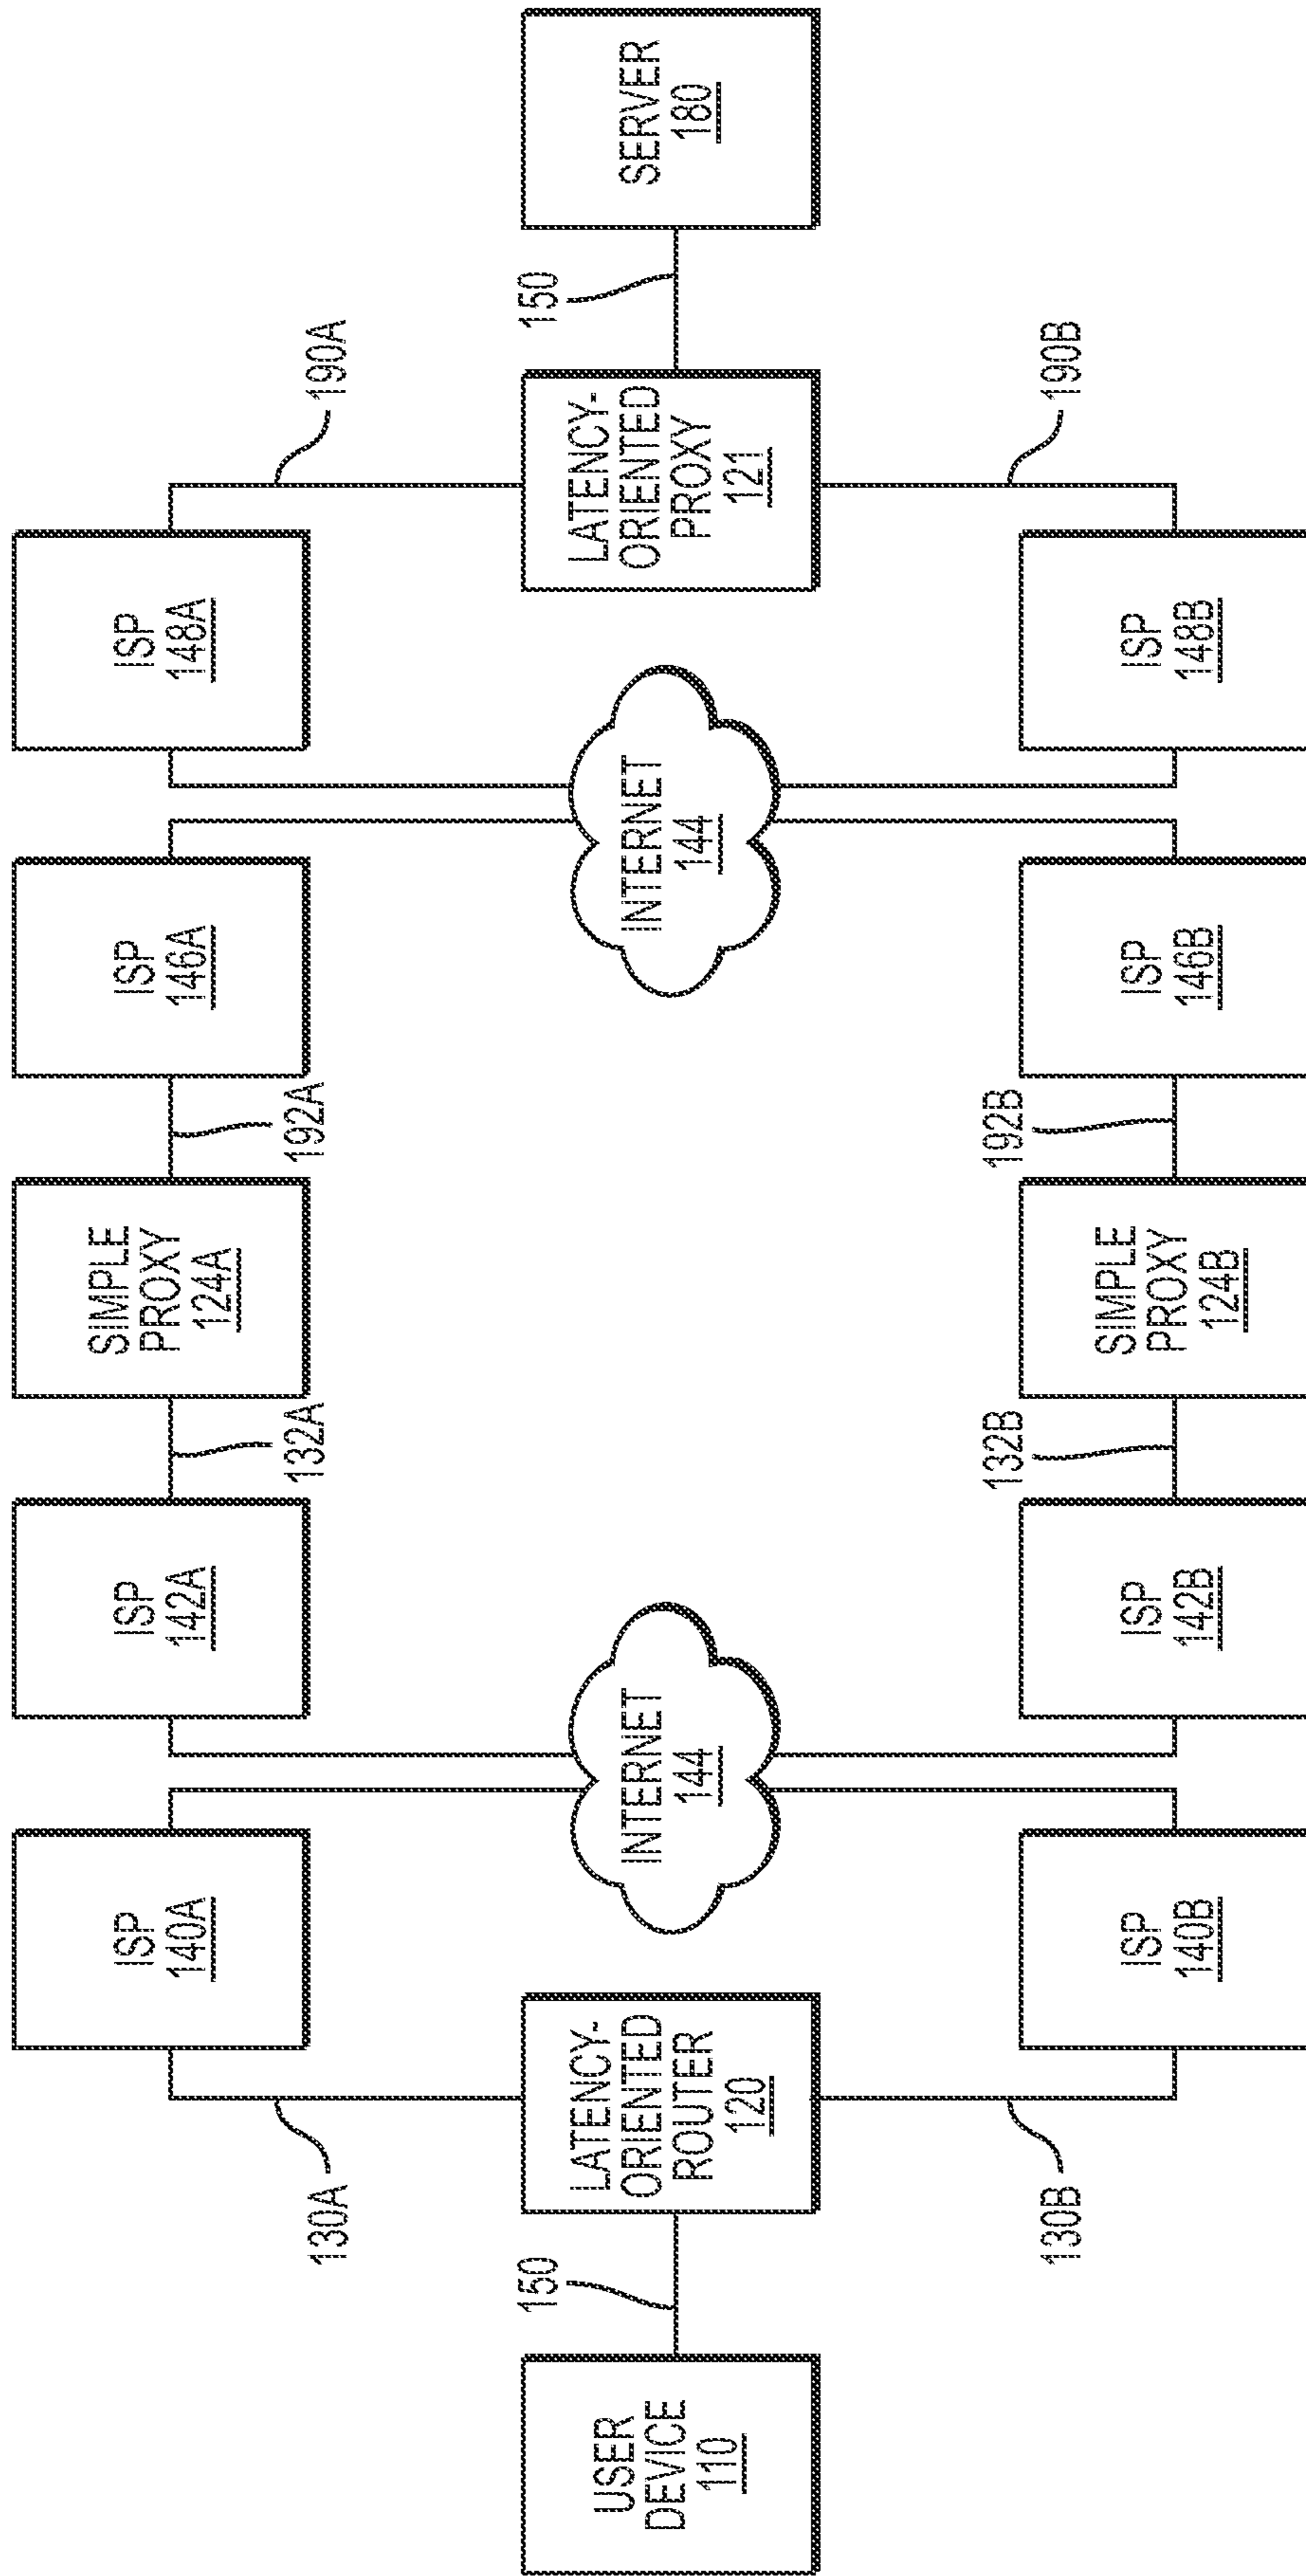 ISP
140A
ISP
142A
SIMPLE
PROXY
124A
ISP
146A
ISP
148A
130A
132A
192A
190A
150
150
USER
DEVICE
110
LATENCY-
ORIENTED
ROUTER
120
INTERNET
144
INTERNET
144
LATENCY-
ORIENTED
PROXY
121
SERVER
180
130B
132B
192B
190B
ISP
140B
ISP
142B
SIMPLE
PROXY
124B
ISP
146B
ISP
148B